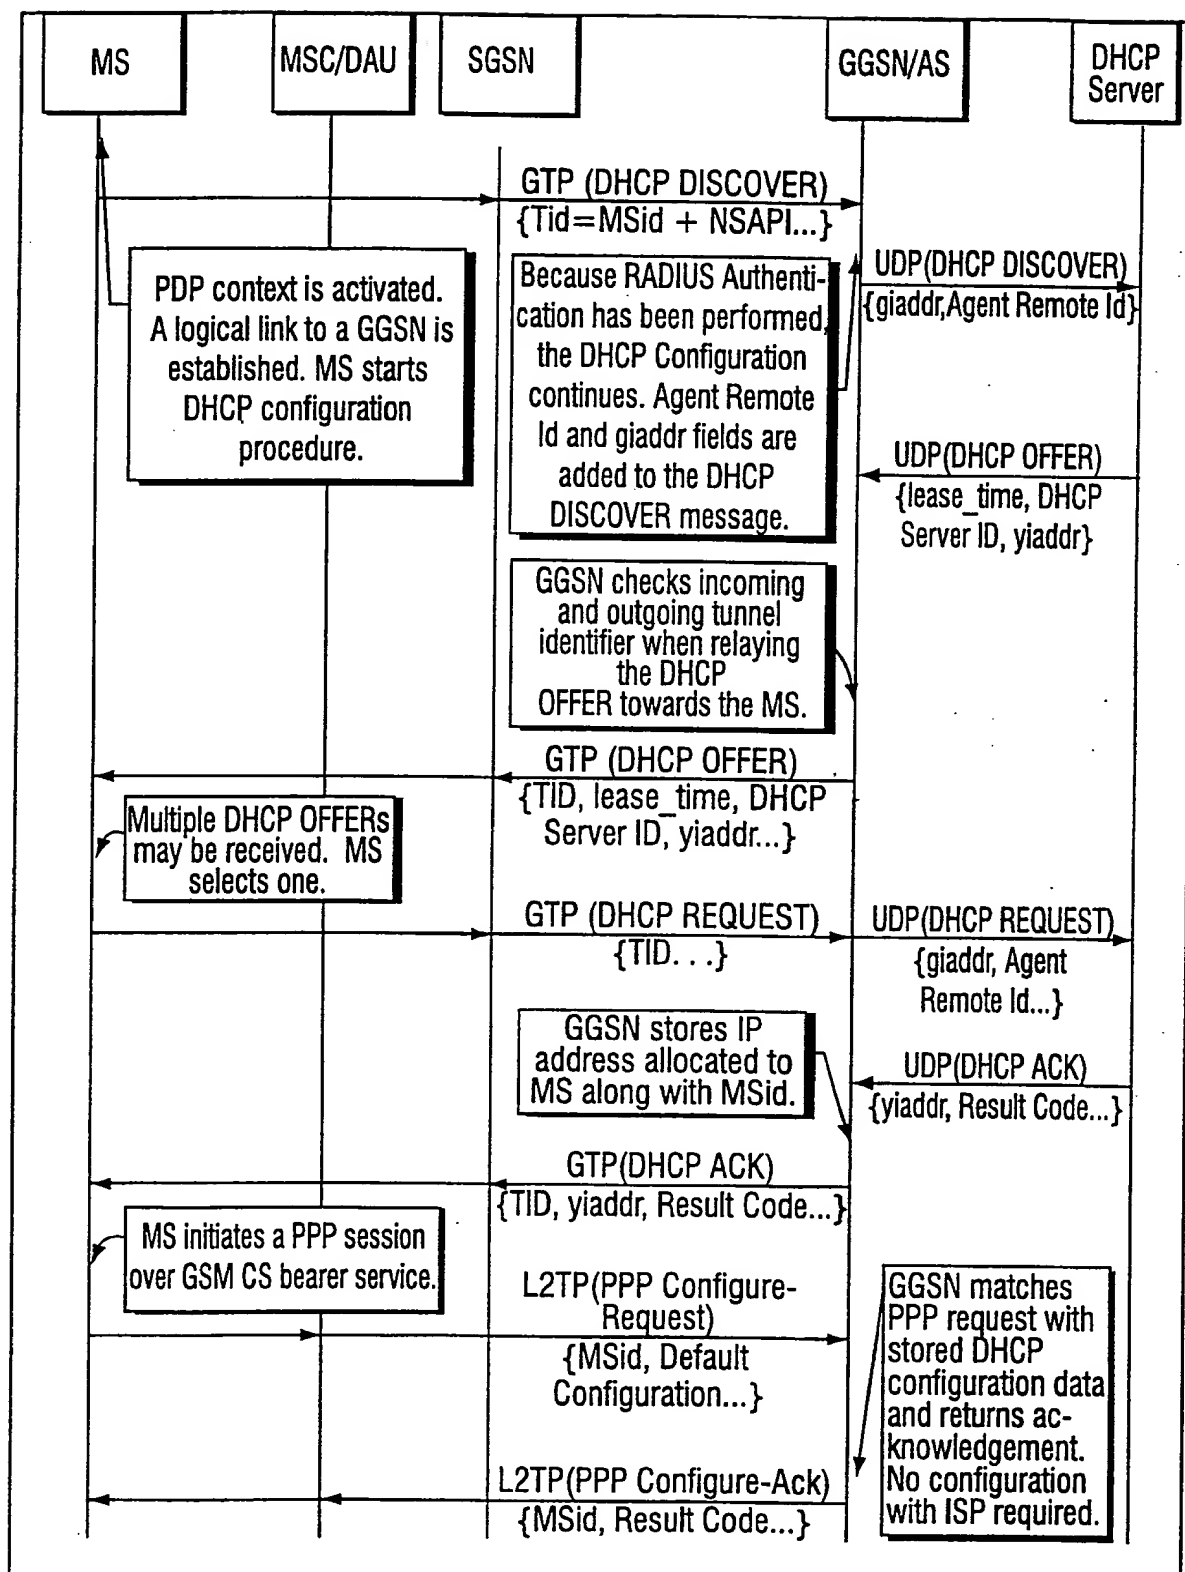 MS
MSC/DAU
SGSN
GGSN/AS
DHCP
Server
GTP (DHCP DISCOVER)
{Tid=MSid + NSAPI...}
PDP context is activated.
A logical link to a GGSN is
established. MS starts
DHCP configuration
procedure.
Because RADIUS Authenti-
cation has been performed,
the DHCP Configuration
continues. Agent Remote
Id and giaddr fields are
added to the DHCP
DISCOVER message.
UDP(DHCP DISCOVER)
{giaddr,Agent Remote Id}
UDP(DHCP OFFER)
{lease_time, DHCP
Server ID, yiaddr}
GGSN checks incoming
and outgoing tunnel
identifier when relaying
the DHCP
OFFER towards the MS.
GTP (DHCP OFFER)
{TID, lease_time, DHCP
Server ID, yiaddr...}
Multiple DHCP OFFERs
may be received. MS
selects one.
GTP (DHCP REQUEST)
{TID. . .}
UDP(DHCP REQUEST)
{giaddr, Agent
Remote Id...}
GGSN stores IP
address allocated to
MS along with MSid.
UDP(DHCP ACK)
{yiaddr, Result Code...}
GTP(DHCP ACK)
{TID, yiaddr, Result Code...}
MS initiates a PPP session
over GSM CS bearer service.
L2TP(PPP Configure-
Request)
{MSid, Default
Configuration...}
GGSN matches
PPP request with
stored DHCP
configuration data
and returns ac-
knowledgement.
No configuration
with ISP required.
L2TP(PPP Configure-Ack)
{MSid, Result Code...}